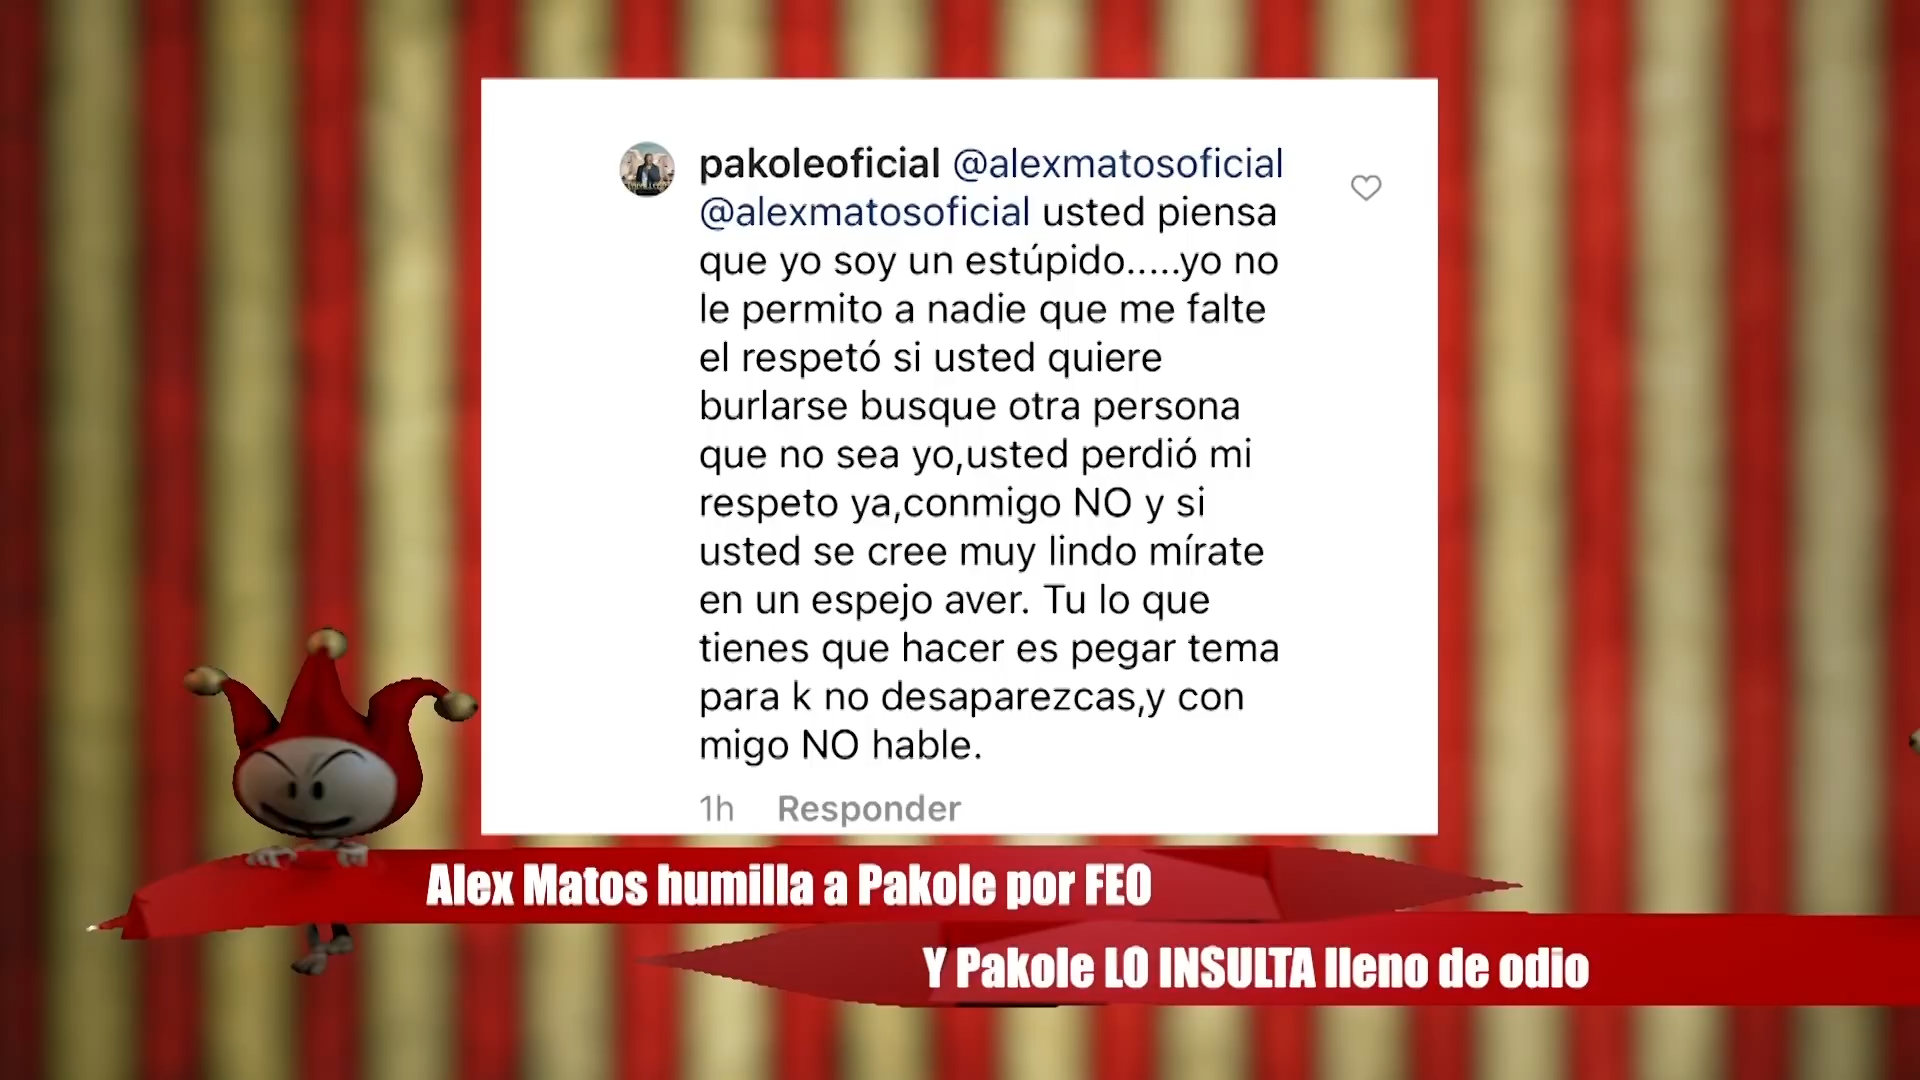 pakoleoficial @alexmatosoficial
@alexmatosoficial usted piensa
que yo soy un estúpido.....yo no
le permito a nadie que me falte
el respetó si usted quiere
burlarse busque otra persona
que no sea yo,usted perdió mi
respeto ya,conmigo NO y si
usted se cree muy lindo mírate
en un espejo aver. Tu lo que
tienes que hacer es pegar tema
para k no desaparezcas,y con
migo NO hable.
1h Responder
Alex Matos humilla a Pakole por FEO
Y Pakole LO INSULTA lleno de odio